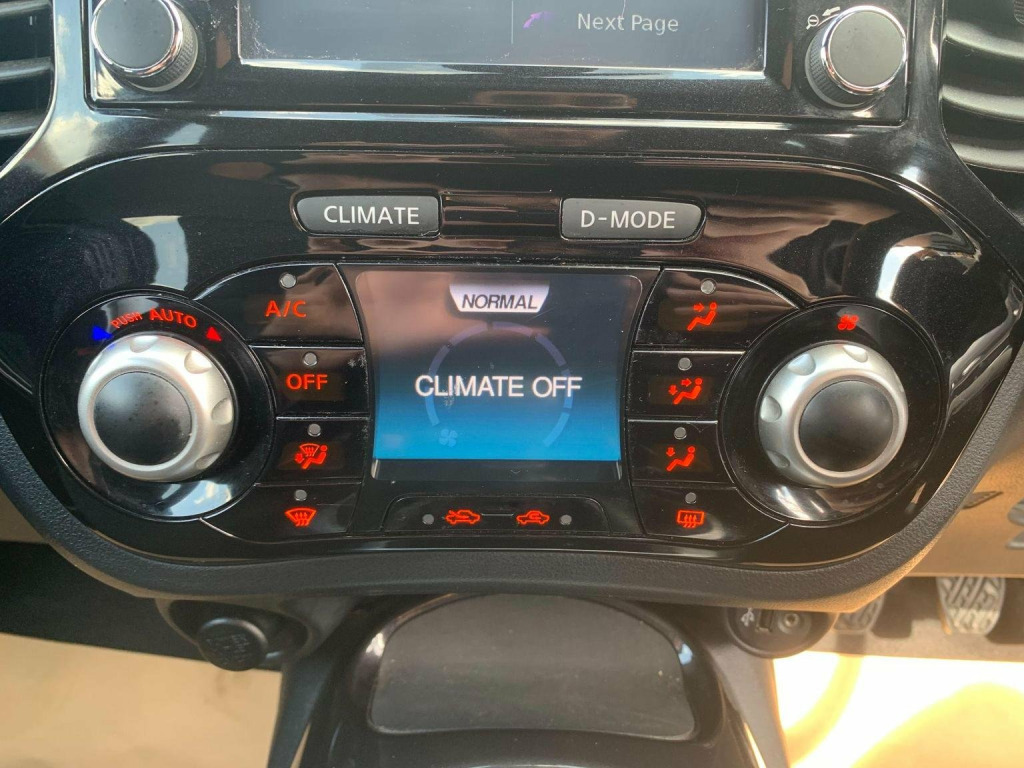 Next Page
CLIMATE
D-MODE
PUSH AUTO
A/C
NORMAL
OFF
CLIMATE OFF